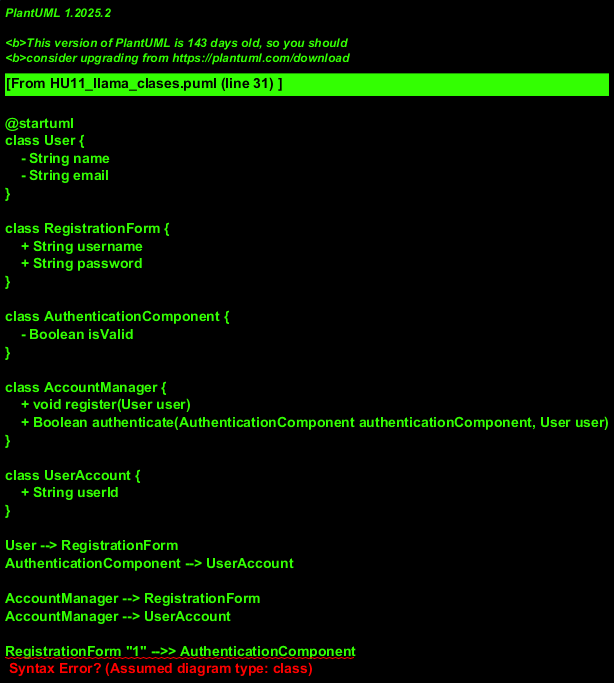 PlantUML 1.2025.2
<b>This version of PlantUML is 143 days old, so you should
<b>consider upgrading from https://plantuml.com/download
[From HU11_llama_clases.puml (line 31) ]
@startuml
class User {
- String name
- String email
}
class RegistrationForm {
+ String username
+ String password
}
class AuthenticationComponent {
- Boolean isValid
}
class AccountManager {
+ void register(User user)
+ Boolean authenticate(AuthenticationComponent authenticationComponent, User user)
}
class UserAccount {
+ String userId
}
User --> RegistrationForm
AuthenticationComponent --> UserAccount
AccountManager --> RegistrationForm
AccountManager --> UserAccount
RegistrationForm "1" -->> AuthenticationComponent
Syntax Error? (Assumed diagram type: class)